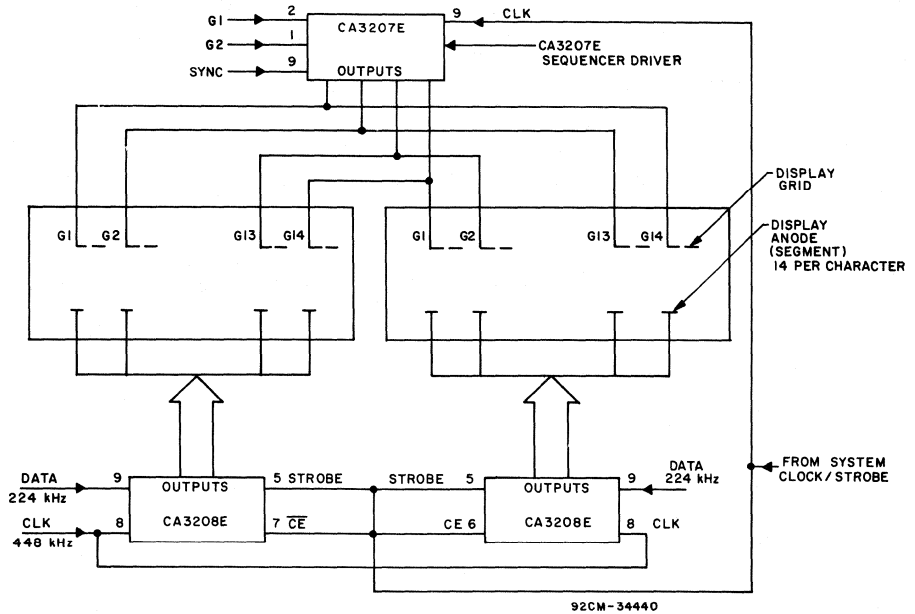 G1
2
CA3207E
9
CLK
G2
1
CA3207E
SEQUENCER DRIVER
SYNC
9
OUTPUTS
DISPLAY
GRID
G1
G2
G13
G14
G1
G2
G13
G14
DISPLAY
ANODE
(SEGMENT)
14 PER CHARACTER
DATA
224 kHz
9
OUTPUTS
5 STROBE
STROBE 5
OUTPUTS
9
DATA
224 kHz
FROM SYSTEM
CLOCK/STROBE
CLK
448 kHz
8
CA3208E
7 C̅E̅
CE 6
CA3208E
8 CLK
92CM-34440